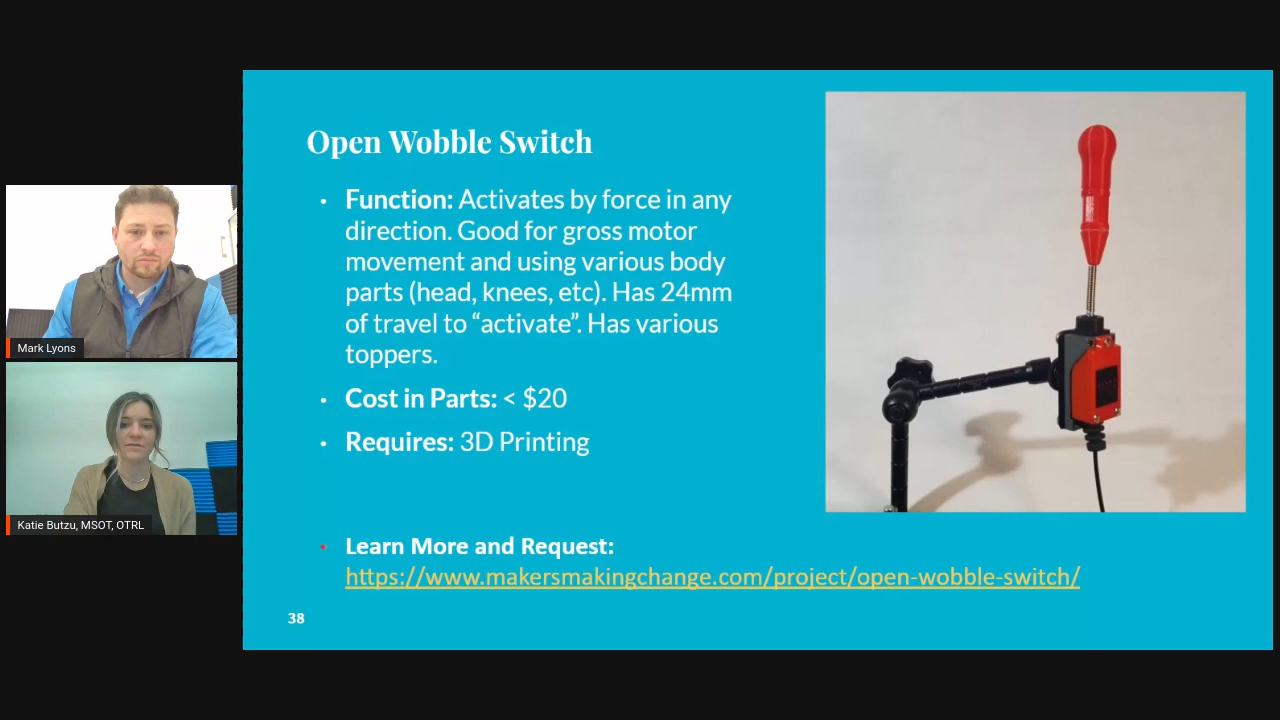 Open Wobble Switch
• Function: Activates by force in any
direction. Good for gross motor
movement and using various body
parts (head, knees, etc). Has 24mm
of travel to “activate”. Has various
toppers.
• Cost in Parts: < $20
• Requires: 3D Printing
• Learn More and Request:
https://www.makersmakingchange.com/project/open-wobble-switch/
38
Mark Lyons
Katie Butzu, MSOT, OTRL